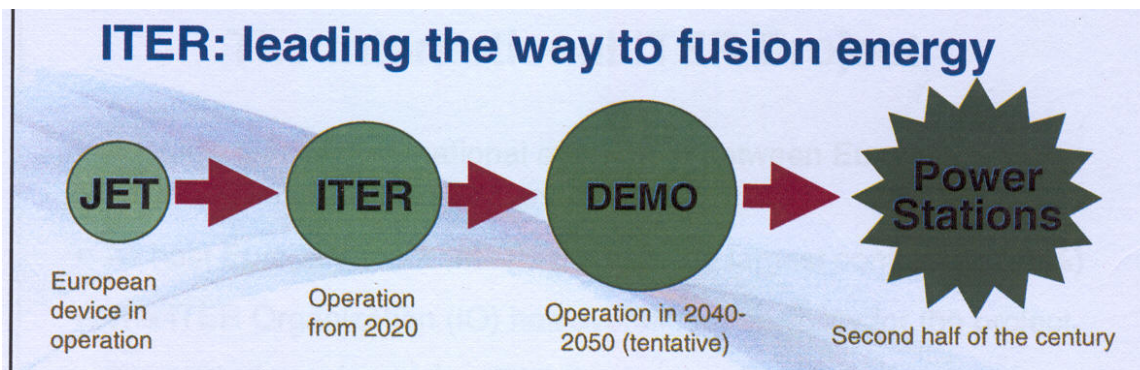 ITER: leading the way to fusion energy
JET
ITER
DEMO
Power
Stations
European
device in
operation
Operation
from 2020
Operation in 2040-
2050 (tentative)
Second half of the century